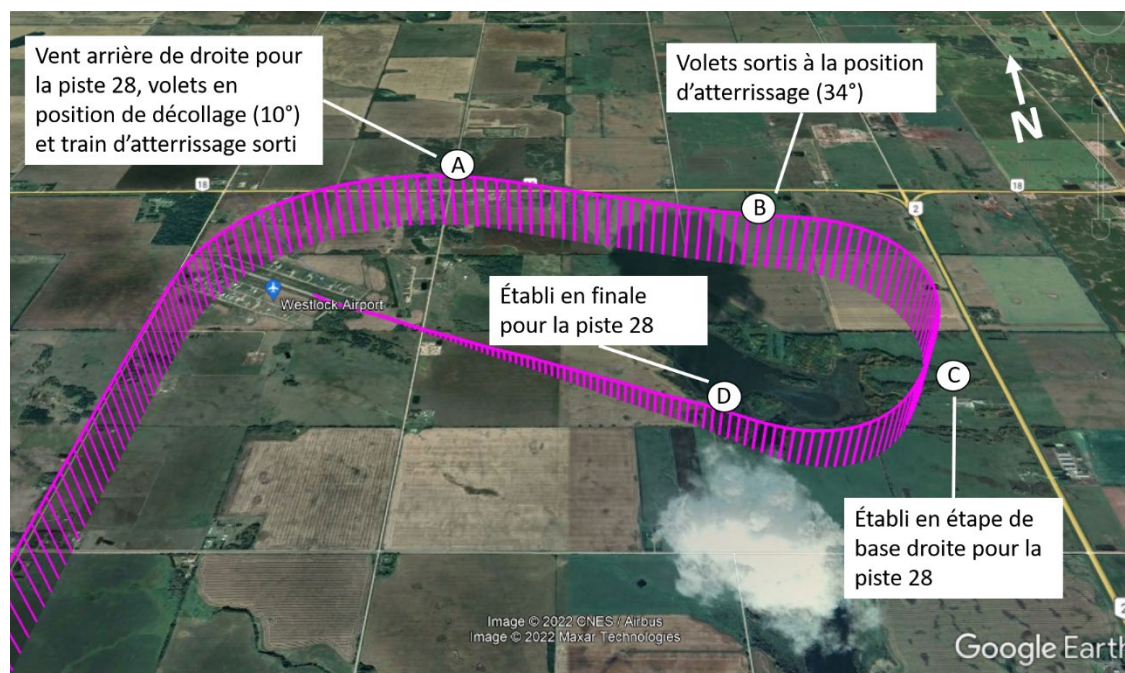 Vent arrière de droite pour
la piste 28, volets en
position de décollage (10°)
et train d’atterrissage sorti
Volets sortis à la position
d’atterrissage (34°)
N
A
18
18
18
B
2
Westlock Airport
Établi en finale
pour la piste 28
C
D
Établi en étape de
base droite pour la
piste 28
2
Image © 2022 CNES / Airbus
Image © 2022 Maxar Technologies
Google Earth